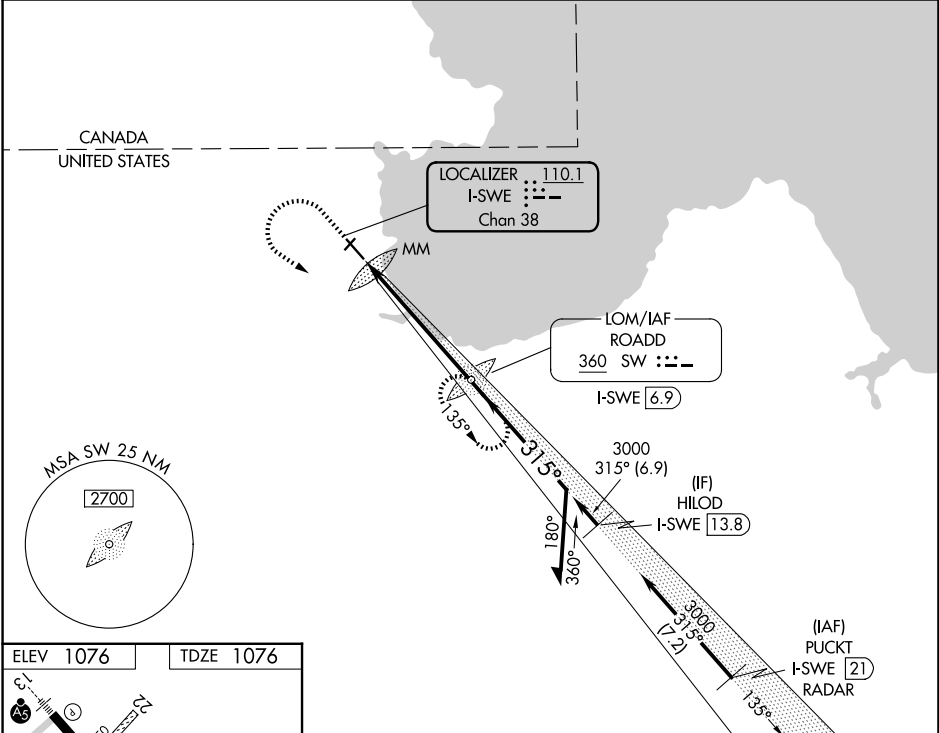 CANADA
UNITED STATES
LOCALIZER 110.1
I-SWE
Chan 38
MM
LOM/IAF
ROADD
360 SW
I-SWE 6.9
135°
315°
3000
315° (6.9)
(IF)
HILOD
I-SWE 13.8
180°
360°
MSA SW 25 NM
2700
3000
315°
(7.2)
(IAF)
PUCKT
I-SWE 21
RADAR
135°
ELEV 1076
TDZE 1076
13
A5
P
22